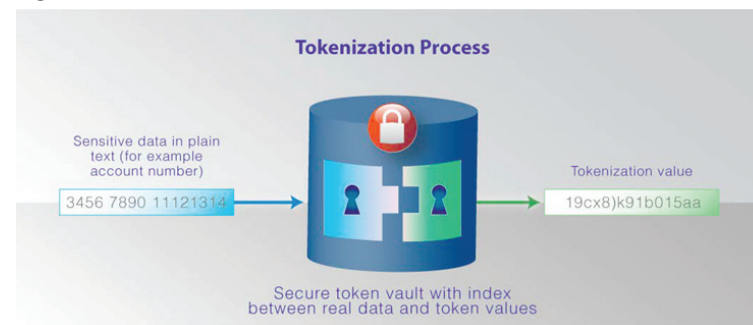 Tokenization Process
Sensitive data in plain
text (for example
account number)
3456 7890 11121314
Tokenization value
19cx8)k91b015aa
Secure token vault with index
between real data and token values